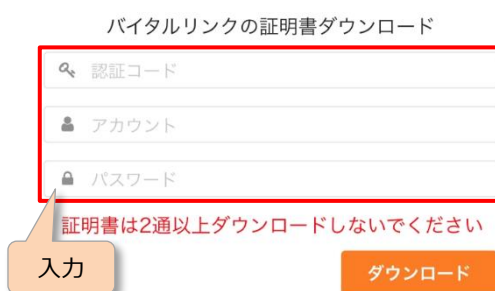 バイタルリンクの証明書ダウンロード
認証コード
アカウント
パスワード
証明書は2通以上ダウンロードしないでください
入力
ダウンロード